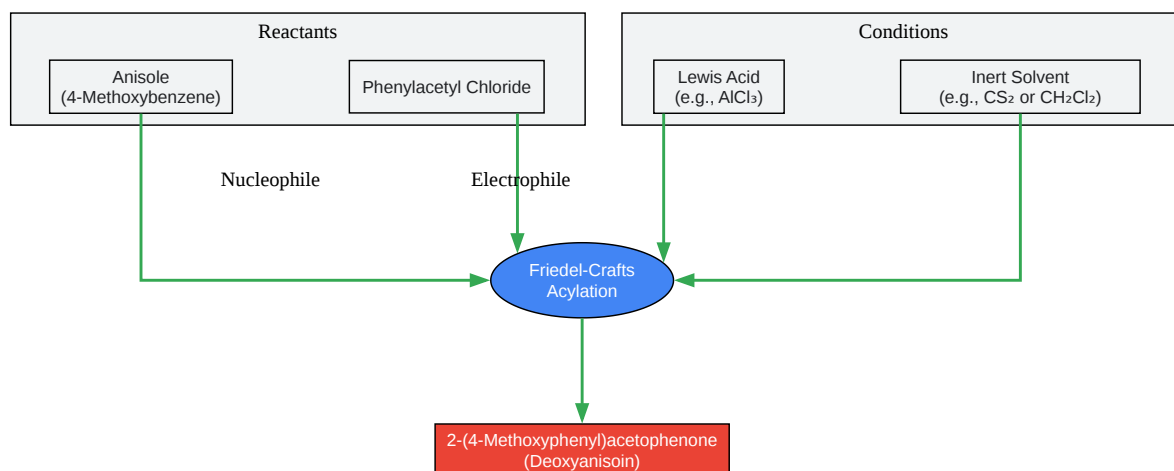 Reactants
Conditions
Anisole
(4-Methoxybenzene)
Phenylacetyl Chloride
Lewis Acid
(e.g., AlCl₃)
Inert Solvent
(e.g., CS₂ or CH₂Cl₂)
Nucleophile
Electrophile
Friedel-Crafts
Acylation
2-(4-Methoxyphenyl)acetophenone
(Deoxyanisoin)